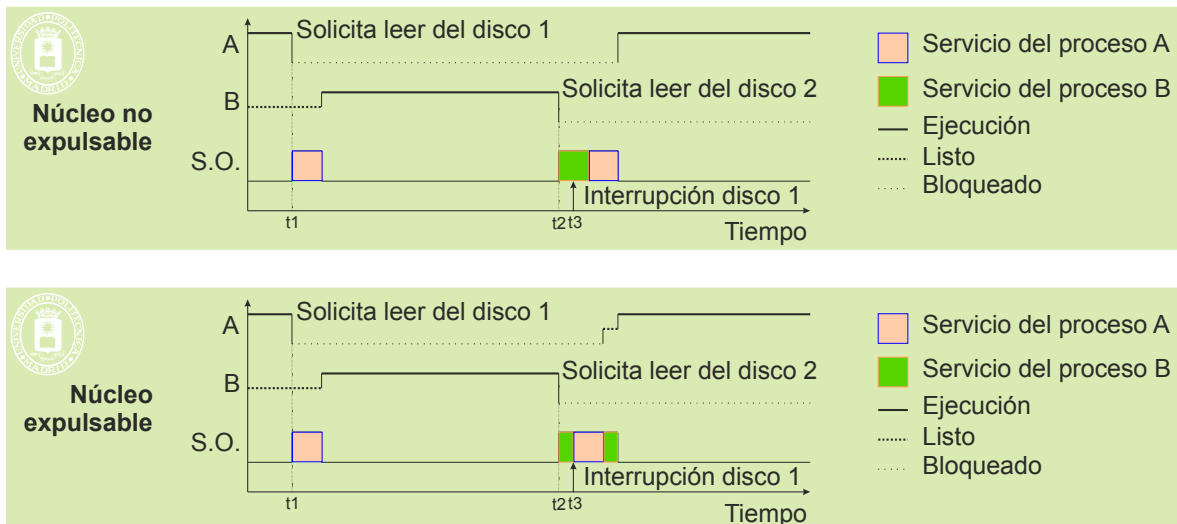 Núcleo no
expulsable
A
B
S.O.
Solicita leer del disco 1
Solicita leer del disco 2
Interrupción disco 1
t1
t2 t3
Tiempo
Servicio del proceso A
Servicio del proceso B
Ejecución
Listo
Bloqueado
Núcleo
expulsable
A
B
S.O.
Solicita leer del disco 1
Solicita leer del disco 2
Interrupción disco 1
t1
t2 t3
Tiempo
Servicio del proceso A
Servicio del proceso B
Ejecución
Listo
Bloqueado